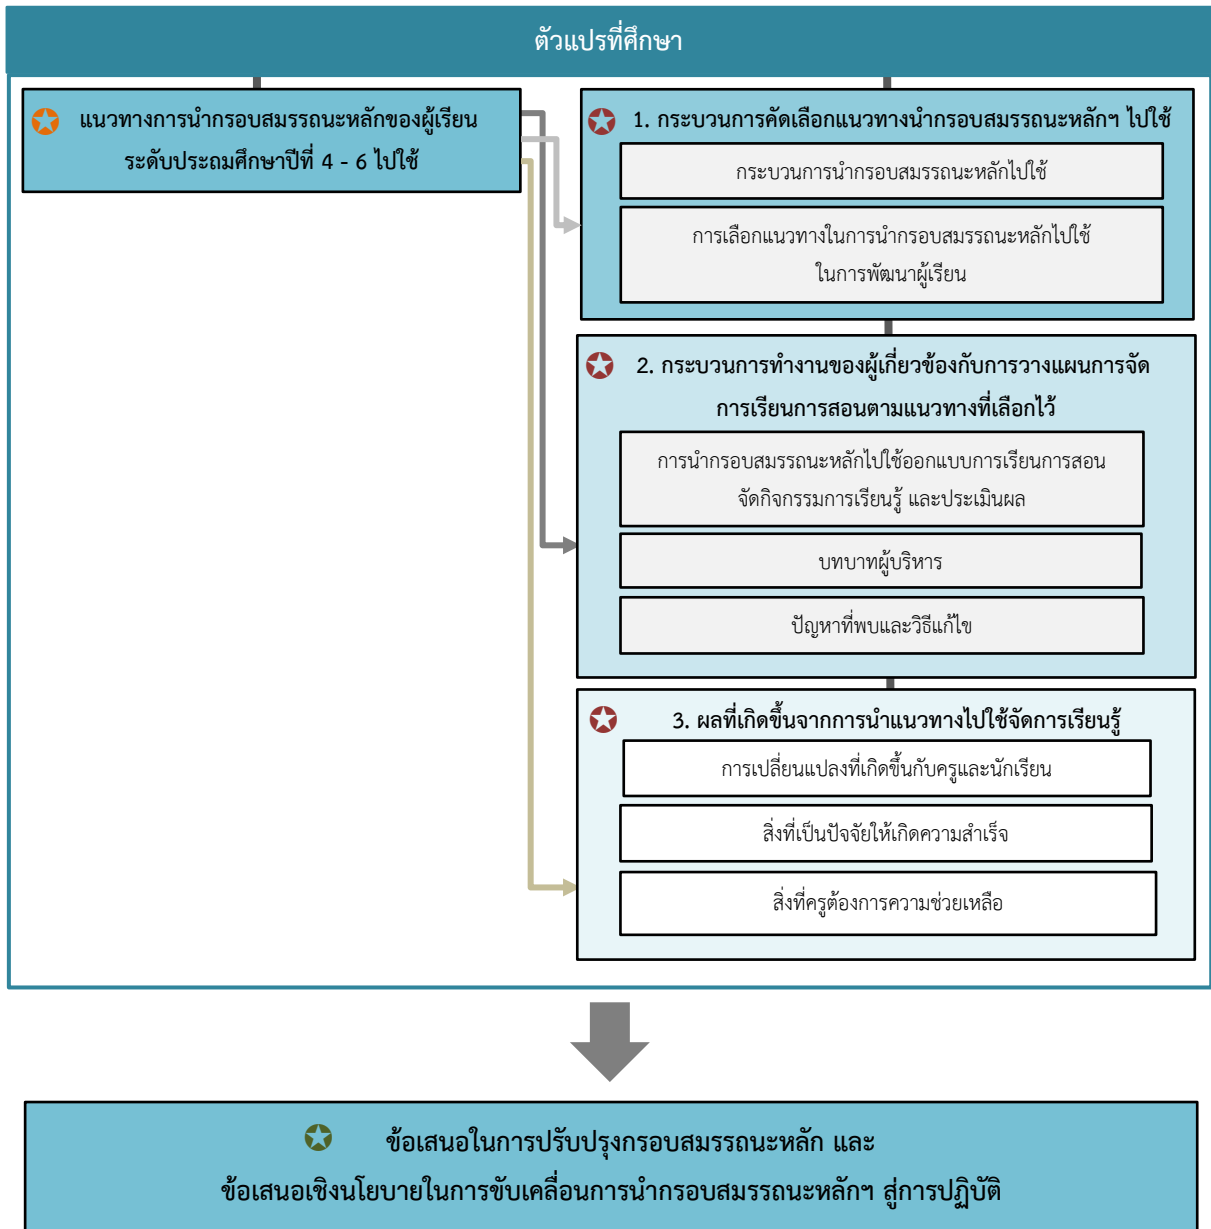 ตัวแปรที่ศึกษา
แนวทางการนำกรอบสมรรถนะหลักของผู้เรียน
ระดับประถมศึกษาปีที่ 4 - 6 ไปใช้
1. กระบวนการคัดเลือกแนวทางนำกรอบสมรรถนะหลักฯ ไปใช้
กระบวนการนำกรอบสมรรถนะหลักไปใช้
การเลือกแนวทางในการนำกรอบสมรรถนะหลักไปใช้
ในการพัฒนาผู้เรียน
2. กระบวนการทำงานของผู้เกี่ยวข้องกับการวางแผนการจัด
การเรียนการสอนตามแนวทางที่เลือกไว้
การนำกรอบสมรรถนะหลักไปใช้ออกแบบการเรียนการสอน
จัดกิจกรรมการเรียนรู้ และประเมินผล
บทบาทผู้บริหาร
ปัญหาที่พบและวิธีแก้ไข
3. ผลที่เกิดขึ้นจากการนำแนวทางไปใช้จัดการเรียนรู้
การเปลี่ยนแปลงที่เกิดขึ้นกับครูและนักเรียน
สิ่งที่เป็นปัจจัยให้เกิดความสำเร็จ
สิ่งที่ครูต้องการความช่วยเหลือ
ข้อเสนอในการปรับปรุงกรอบสมรรถนะหลัก และ
ข้อเสนอเชิงนโยบายในการขับเคลื่อนการนำกรอบสมรรถนะหลักฯ สู่การปฏิบัติ